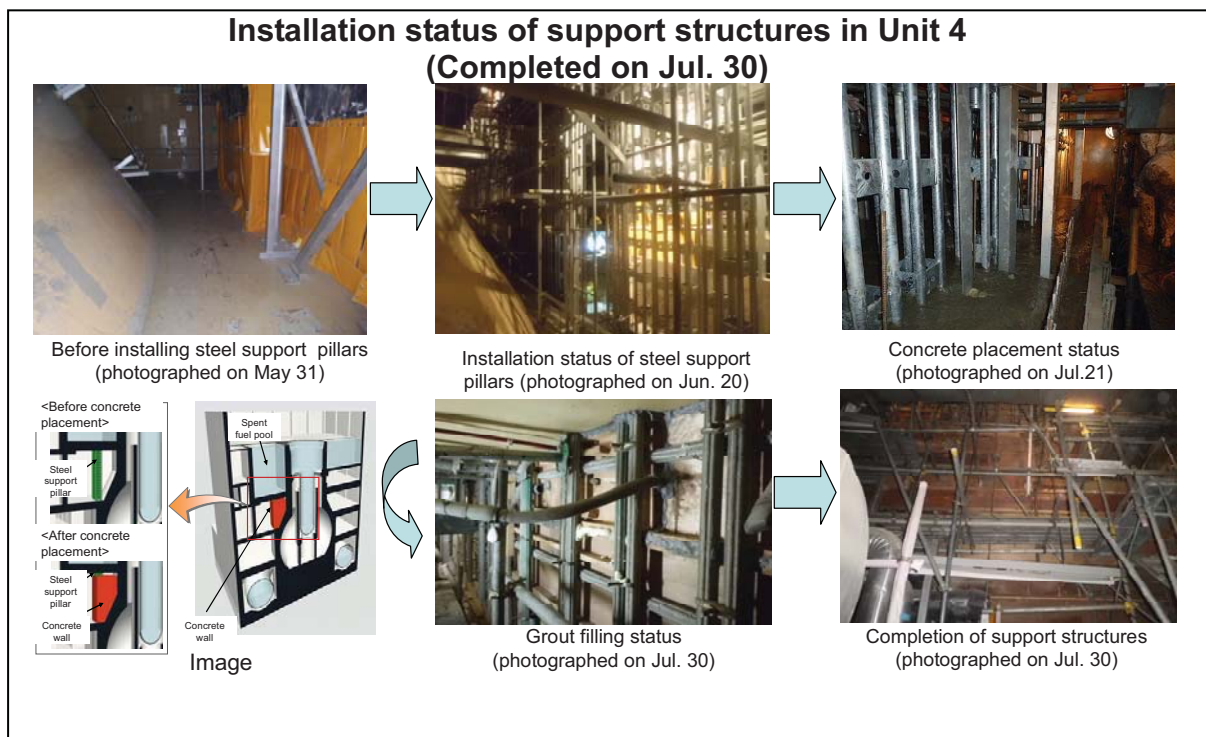 Installation status of support structures in Unit 4
(Completed on Jul. 30)
Before installing steel support pillars
(photographed on May 31)
Installation status of steel support
pillars (photographed on Jun. 20)
Concrete placement status
(photographed on Jul.21)
<Before concrete
placement>
Steel
support
pillar
<After concrete
placement>
Steel
support
pillar
Concrete
wall
Spent
fuel pool
Concrete
wall
Image
Grout filling status
(photographed on Jul. 30)
Completion of support structures
(photographed on Jul. 30)